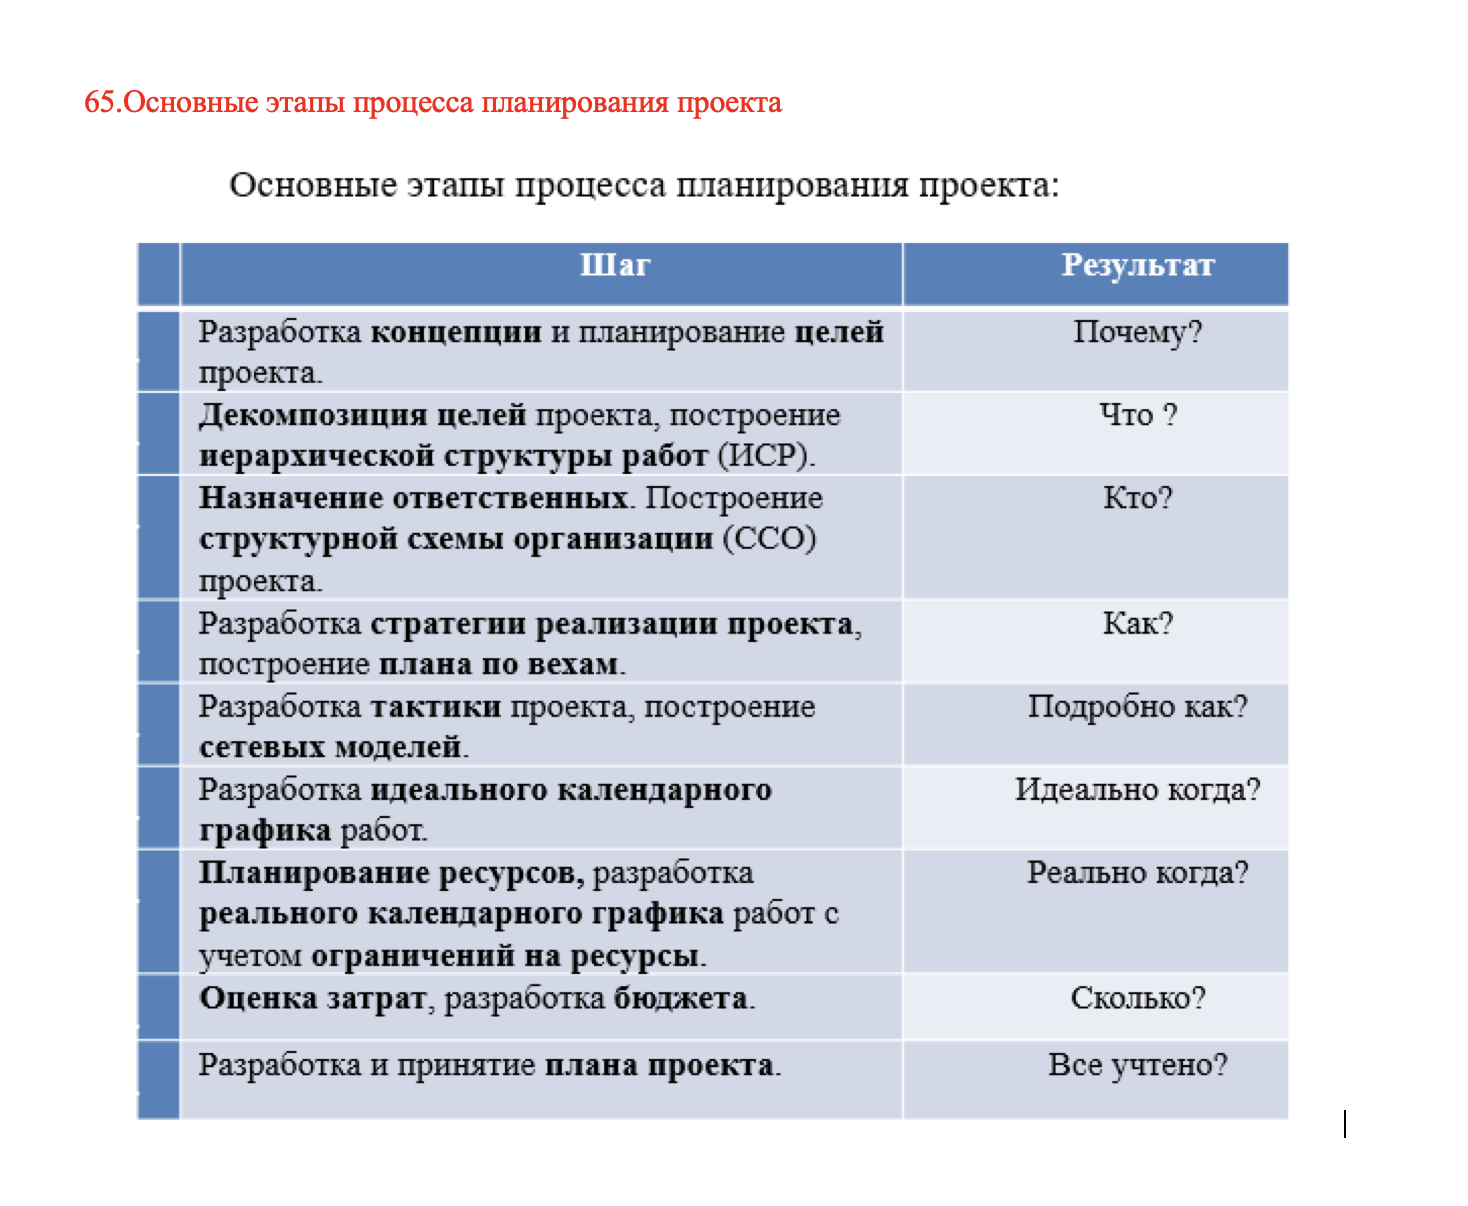 65.Основные этапы процесса планирования проекта
Основные этапы процесса планирования проекта:
Шаг
Результат
Разработка концепции и планирование целей
проекта.
Почему?
Декомпозиция целей проекта, построение
иерархической структуры работ (ИСР).
Что ?
Назначение ответственных. Построение
структурной схемы организации (ССО)
проекта.
Кто?
Разработка стратегии реализации проекта,
построение плана по вехам.
Как?
Разработка тактики проекта, построение
сетевых моделей.
Подробно как?
Разработка идеального календарного
графика работ.
Идеально когда?
Планирование ресурсов, разработка
реального календарного графика работ с
учетом ограничений на ресурсы.
Реально когда?
Оценка затрат, разработка бюджета.
Сколько?
Разработка и принятие плана проекта.
Все учтено?